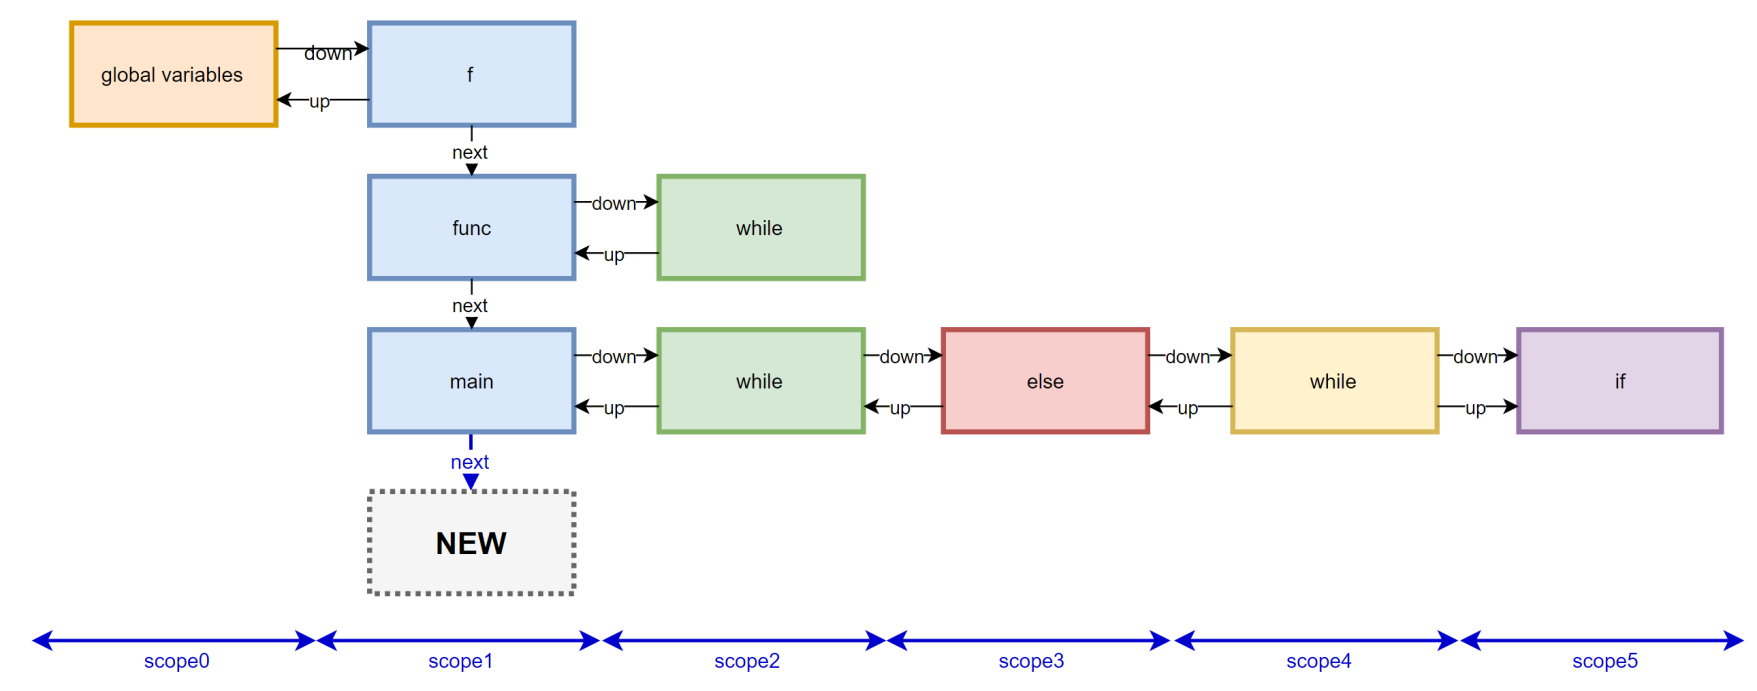 global variables
down
up
f
next
func
down
up
while
next
main
down
up
while
down
up
else
down
up
while
down
up
if
next
NEW
scope0
scope1
scope2
scope3
scope4
scope5